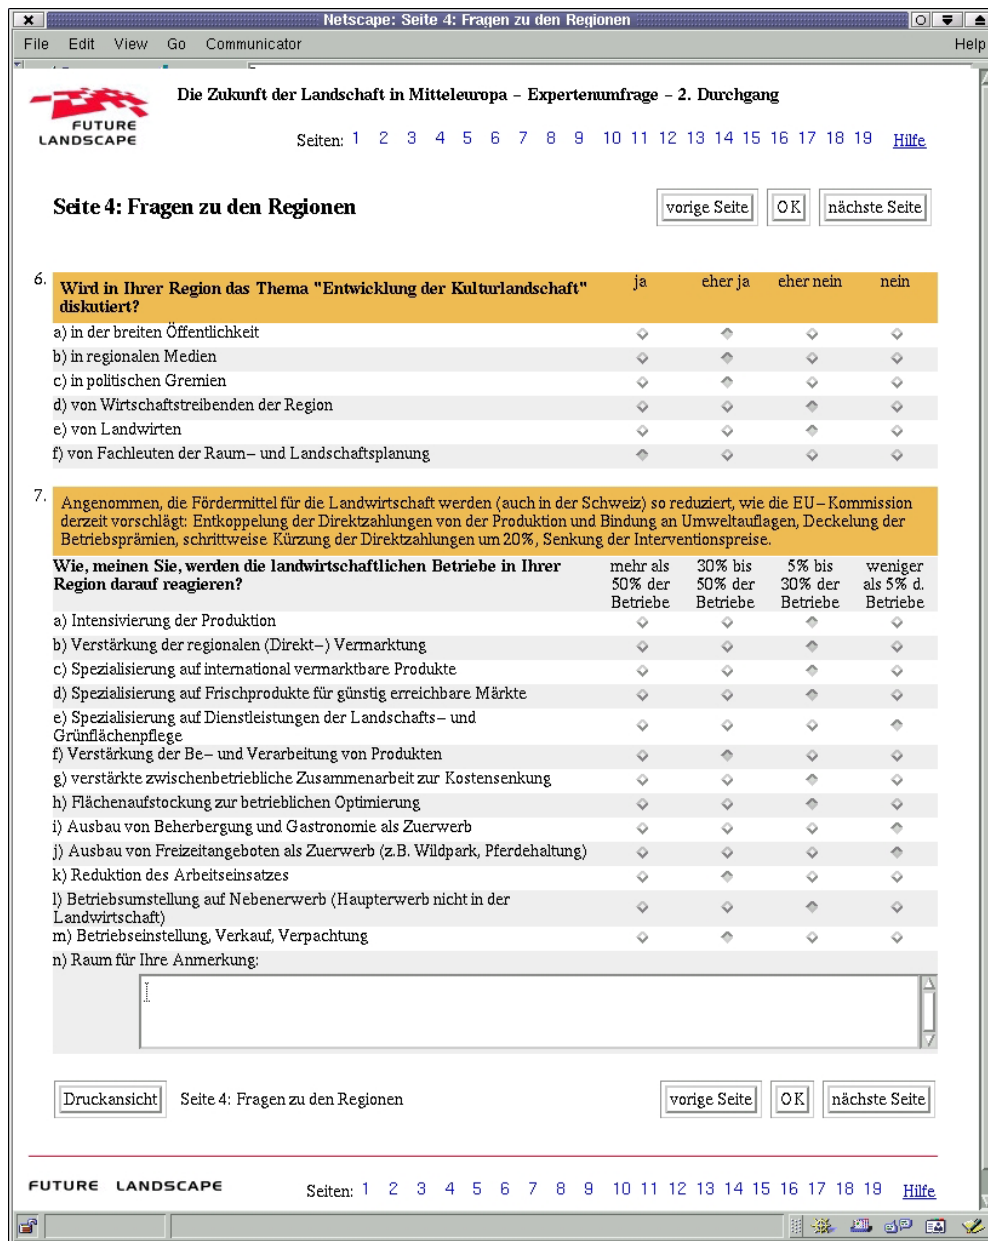 Netscape: Seite 4: Fragen zu den Regionen
File Edit View Go Communicator Help
Die Zukunft der Landschaft in Mitteleuropa – Expertenumfrage – 2. Durchgang
FUTURE
LANDSCAPE
Seiten: 1 2 3 4 5 6 7 8 9 10 11 12 13 14 15 16 17 18 19 Hilfe
Seite 4: Fragen zu den Regionen
vorige Seite OK nächste Seite
6. Wird in Ihrer Region das Thema "Entwicklung der Kulturlandschaft" ja eher ja eher nein nein
diskutiert?
a) in der breiten Öffentlichkeit
b) in regionalen Medien
c) in politischen Gremien
d) von Wirtschaftstreibenden der Region
e) von Landwirten
f) von Fachleuten der Raum– und Landschaftsplanung
7. Angenommen, die Fördermittel für die Landwirtschaft werden (auch in der Schweiz) so reduziert, wie die EU–Kommission
derzeit vorschlägt: Entkoppelung der Direktzahlungen von der Produktion und Bindung an Umweltauflagen, Deckelung der
Betriebsprämien, schrittweise Kürzung der Direktzahlungen um 20%, Senkung der Interventionspreise.
Wie, meinen Sie, werden die landwirtschaftlichen Betriebe in Ihrer mehr als 30% bis 5% bis weniger
Region darauf reagieren? 50% der 50% der 30% der als 5% d.
Betriebe Betriebe Betriebe Betriebe
a) Intensivierung der Produktion
b) Verstärkung der regionalen (Direkt–) Vermarktung
c) Spezialisierung auf international vermarktbare Produkte
d) Spezialisierung auf Frischprodukte für günstig erreichbare Märkte
e) Spezialisierung auf Dienstleistungen der Landschafts– und
Grünflächenpflege
f) Verstärkung der Be– und Verarbeitung von Produkten
g) verstärkte zwischenbetriebliche Zusammenarbeit zur Kostensenkung
h) Flächenaufstockung zur betrieblichen Optimierung
i) Ausbau von Beherbergung und Gastronomie als Zuerwerb
j) Ausbau von Freizeitangeboten als Zuerwerb (z.B. Wildpark, Pferdehaltung)
k) Reduktion des Arbeitseinsatzes
l) Betriebsumstellung auf Nebenerwerb (Haupterwerb nicht in der
Landwirtschaft)
m) Betriebseinstellung, Verkauf, Verpachtung
n) Raum für Ihre Anmerkung:
Druckansicht Seite 4: Fragen zu den Regionen vorige Seite OK nächste Seite
FUTURE LANDSCAPE Seiten: 1 2 3 4 5 6 7 8 9 10 11 12 13 14 15 16 17 18 19 Hilfe